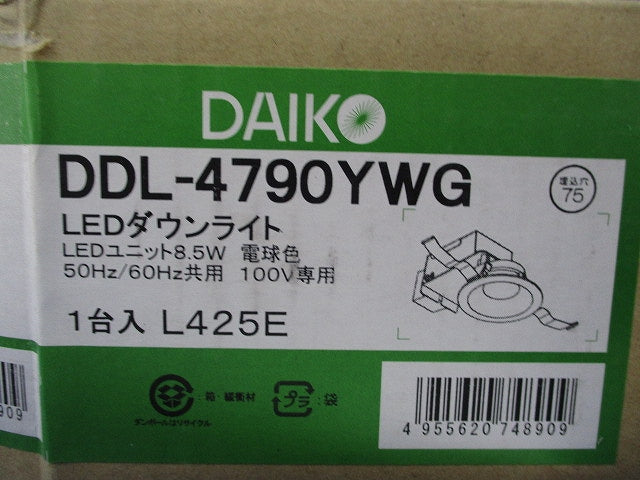 DAIKO
DDL-4790YWG
埋込穴
75
LEDダウンライト
LEDユニット8.5W 電球色
50Hz/60Hz共用 100V専用
1台入 L425E
:箱・緩衝材
ダンボールはリサイクル
プラ:袋
4 955620 748909
909